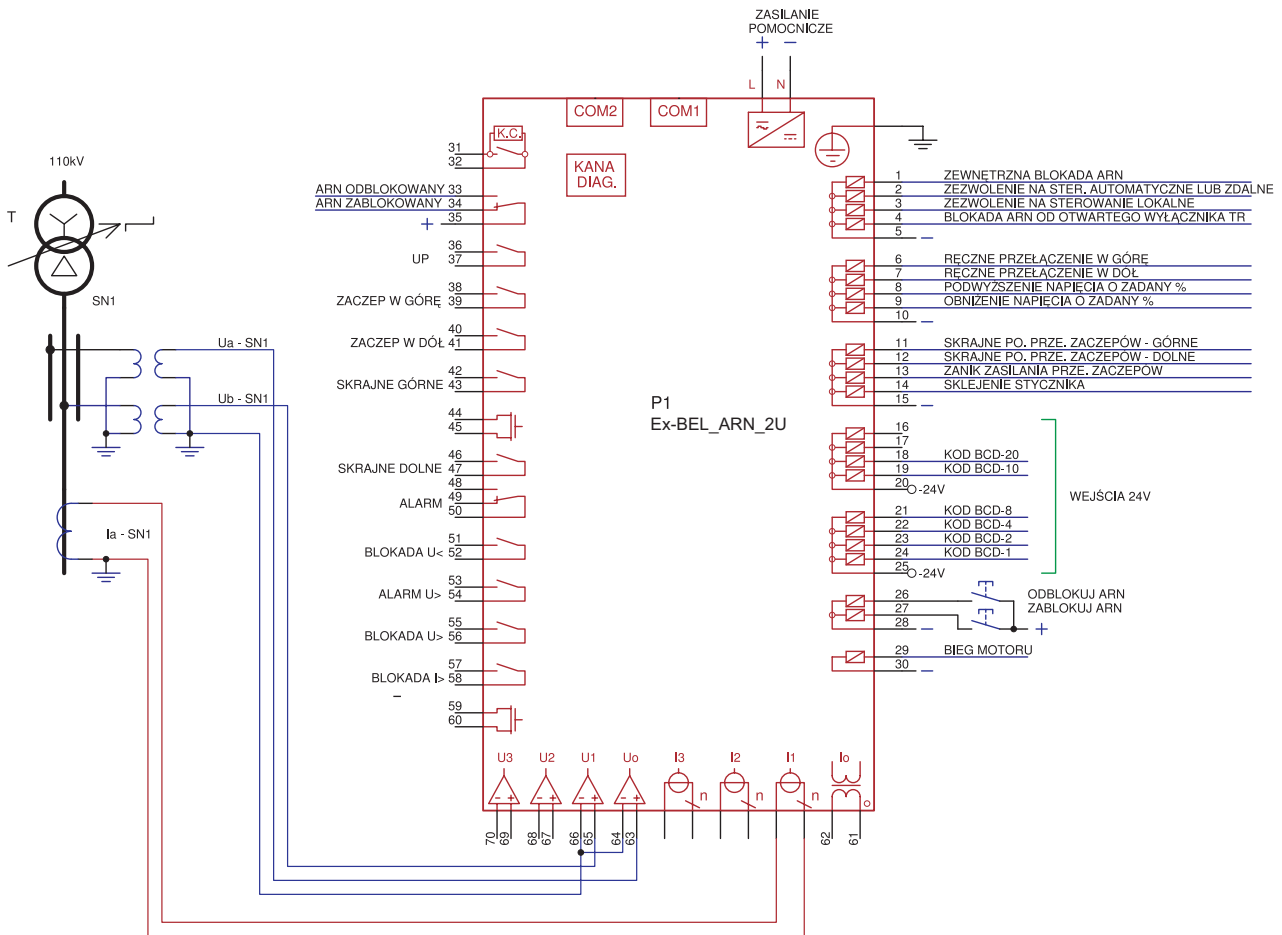 ZASILANIE
POMOCNICZE
+ −
L N
COM2 COM1
K.C.
KANA
DIAG.
110kV
T
SN1
Ua - SN1
Ub - SN1
Ia - SN1
31
32
ARN ODBLOKOWANY 33
ARN ZABLOKOWANY 34
+ 35
36
UP 37
38
ZACZEP W GÓRĘ 39
40
ZACZEP W DÓŁ 41
42
SKRAJNE GÓRNE 43
44
45
46
SKRAJNE DOLNE 47
48
ALARM 49
50
51
BLOKADA U< 52
53
ALARM U> 54
55
BLOKADA U> 56
57
BLOKADA I> 58
−
59
60
P1
Ex-BEL_ARN_2U
1 ZEWNĘTRZNA BLOKADA ARN
2 ZEZWOLENIE NA STER. AUTOMATYCZNE LUB ZDALNE
3 ZEZWOLENIE NA STEROWANIE LOKALNE
4 BLOKADA ARN OD OTWARTEGO WYŁĄCZNIKA TR
5 −
6 RĘCZNE PRZEŁĄCZENIE W GÓRĘ
7 RĘCZNE PRZEŁĄCZENIE W DÓŁ
8 PODWYŻSZENIE NAPIĘCIA O ZADANY %
9 OBNIŻENIE NAPIĘCIA O ZADANY %
10 −
11 SKRAJNE PO. PRZE. ZACZEPÓW - GÓRNE
12 SKRAJNE PO. PRZE. ZACZEPÓW - DOLNE
13 ZANIK ZASILANIA PRZE. ZACZEPÓW
14 SKLEJENIE STYCZNIKA
15 −
16
17
18 KOD BCD-20
19 KOD BCD-10
20 -24V
WEJŚCIA 24V
21 KOD BCD-8
22 KOD BCD-4
23 KOD BCD-2
24 KOD BCD-1
25 -24V
26 ODBLOKUJ ARN
27 ZABLOKUJ ARN
28 − +
29 BIEG MOTORU
30 −
U3 U2 U1 Uo I3 I2 I1 Io
n n n
70 69 68 67 66 65 64 63 62 61